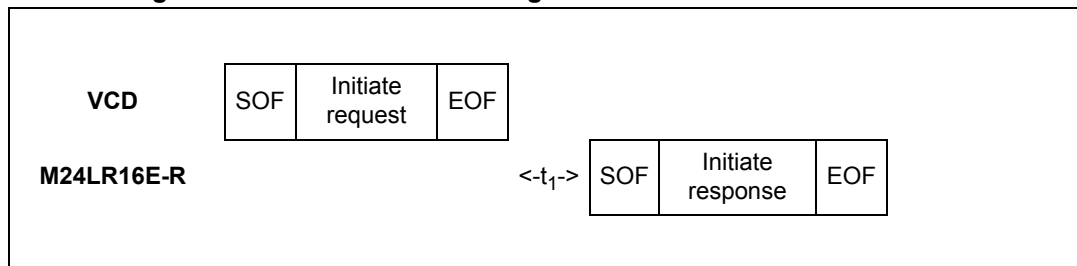 VCD SOF Initiate request EOF
M24LR16E-R <-t1-> SOF Initiate response EOF